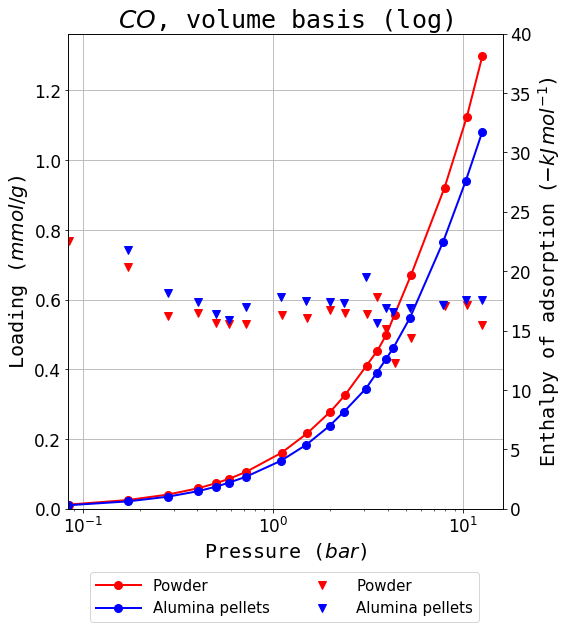 CO, volume basis (log)
Loading (mmol/g)
0.0
0.2
0.4
0.6
0.8
1.0
1.2
Enthalpy of adsorption (−kJ mol⁻¹)
0
5
10
15
20
25
30
35
40
10⁻¹ 10⁰ 10¹
Pressure (bar)
Powder Powder
Alumina pellets Alumina pellets